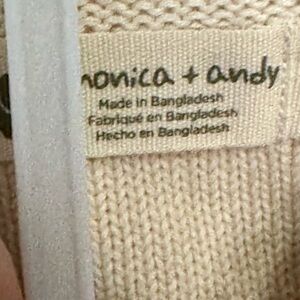 monica + andy
Made in Bangladesh
Fabriqué en Bangladesh
Hecho en Bangladesh